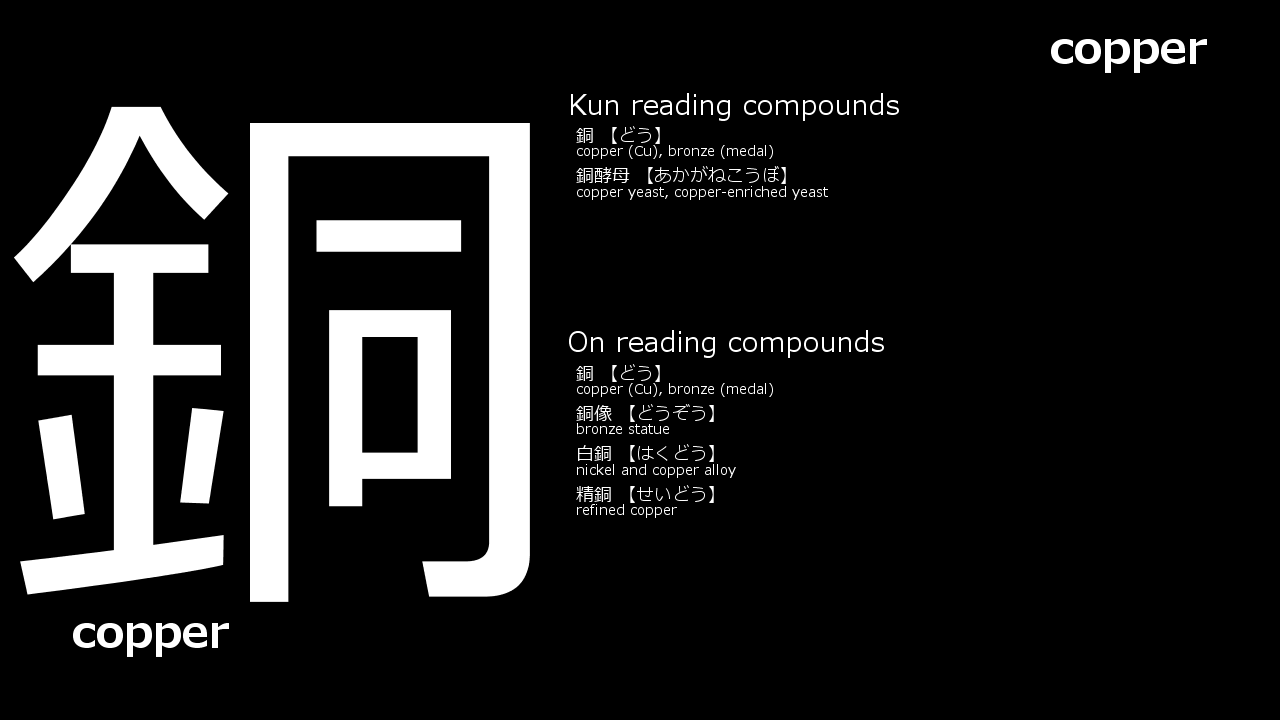 copper
銅
copper
Kun reading compounds
銅 【どう】
copper (Cu), bronze (medal)
銅酵母 【あかがねこうぼ】
copper yeast, copper-enriched yeast
On reading compounds
銅 【どう】
copper (Cu), bronze (medal)
銅像 【どうぞう】
bronze statue
白銅 【はくどう】
nickel and copper alloy
精銅 【せいどう】
refined copper